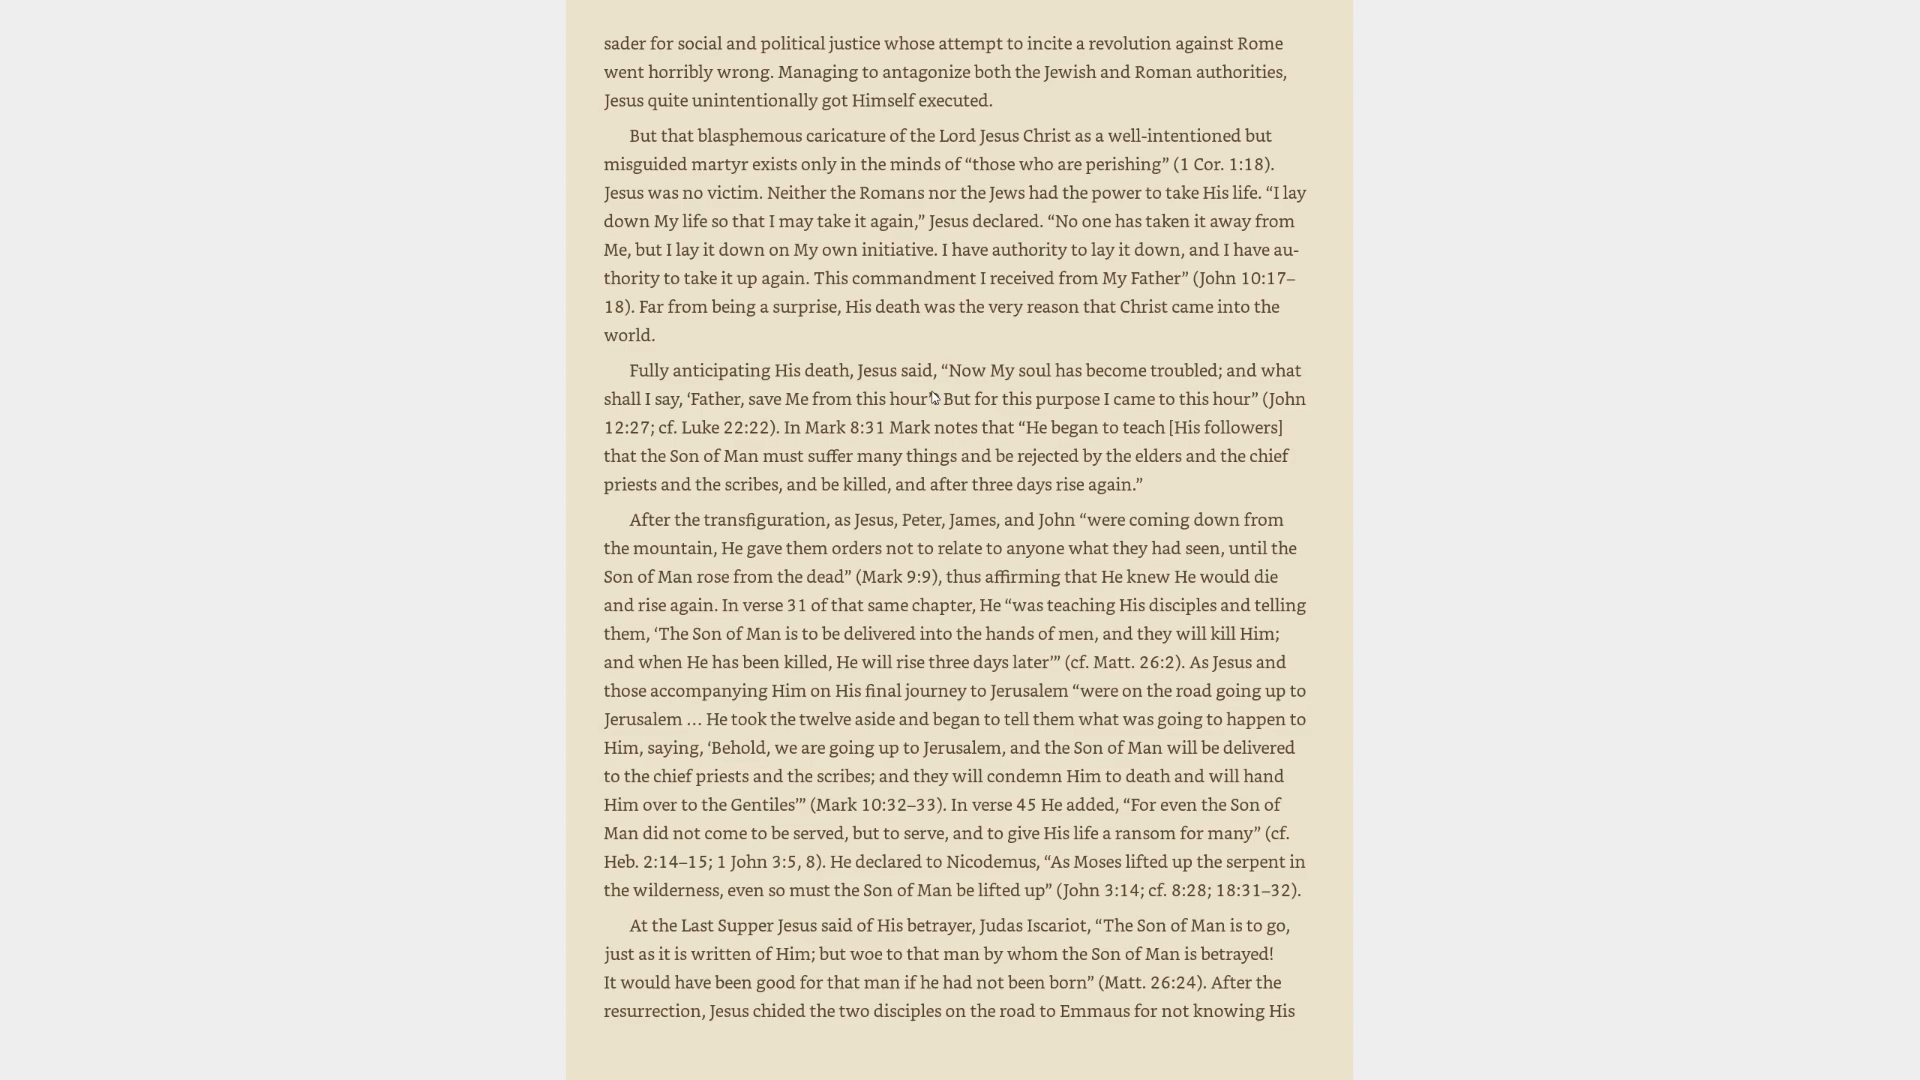 sader for social and political justice whose attempt to incite a revolution against Rome
went horribly wrong. Managing to antagonize both the Jewish and Roman authorities,
Jesus quite unintentionally got Himself executed.
But that blasphemous caricature of the Lord Jesus Christ as a well-intentioned but
misguided martyr exists only in the minds of “those who are perishing” (1 Cor. 1:18).
Jesus was no victim. Neither the Romans nor the Jews had the power to take His life. “I lay
down My life so that I may take it again,” Jesus declared. “No one has taken it away from
Me, but I lay it down on My own initiative. I have authority to lay it down, and I have au-
thority to take it up again. This commandment I received from My Father” (John 10:17–
18). Far from being a surprise, His death was the very reason that Christ came into the
world.
Fully anticipating His death, Jesus said, “Now My soul has become troubled; and what
shall I say, ‘Father, save Me from this hour’? But for this purpose I came to this hour” (John
12:27; cf. Luke 22:22). In Mark 8:31 Mark notes that “He began to teach [His followers]
that the Son of Man must suffer many things and be rejected by the elders and the chief
priests and the scribes, and be killed, and after three days rise again.”
After the transfiguration, as Jesus, Peter, James, and John “were coming down from
the mountain, He gave them orders not to relate to anyone what they had seen, until the
Son of Man rose from the dead” (Mark 9:9), thus affirming that He knew He would die
and rise again. In verse 31 of that same chapter, He “was teaching His disciples and telling
them, ‘The Son of Man is to be delivered into the hands of men, and they will kill Him;
and when He has been killed, He will rise three days later’” (cf. Matt. 26:2). As Jesus and
those accompanying Him on His final journey to Jerusalem “were on the road going up to
Jerusalem … He took the twelve aside and began to tell them what was going to happen to
Him, saying, ‘Behold, we are going up to Jerusalem, and the Son of Man will be delivered
to the chief priests and the scribes; and they will condemn Him to death and will hand
Him over to the Gentiles’” (Mark 10:32–33). In verse 45 He added, “For even the Son of
Man did not come to be served, but to serve, and to give His life a ransom for many” (cf.
Heb. 2:14–15; 1 John 3:5, 8). He declared to Nicodemus, “As Moses lifted up the serpent in
the wilderness, even so must the Son of Man be lifted up” (John 3:14; cf. 8:28; 18:31–32).
At the Last Supper Jesus said of His betrayer, Judas Iscariot, “The Son of Man is to go,
just as it is written of Him; but woe to that man by whom the Son of Man is betrayed!
It would have been good for that man if he had not been born” (Matt. 26:24). After the
resurrection, Jesus chided the two disciples on the road to Emmaus for not knowing His